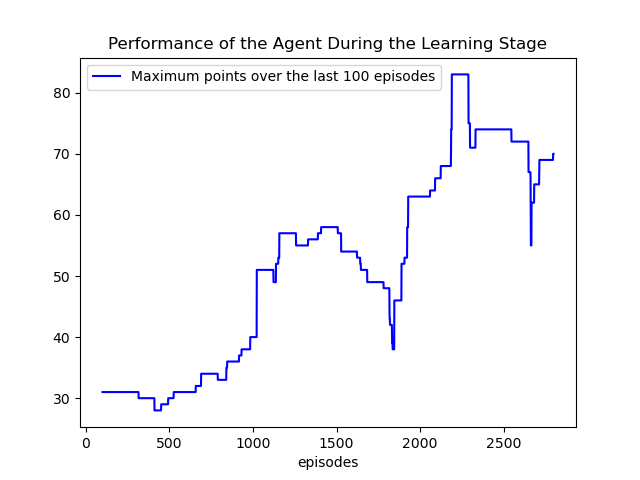 Performance of the Agent During the Learning Stage
Maximum points over the last 100 episodes
80
70
60
50
40
30
0 500 1000 1500 2000 2500
episodes